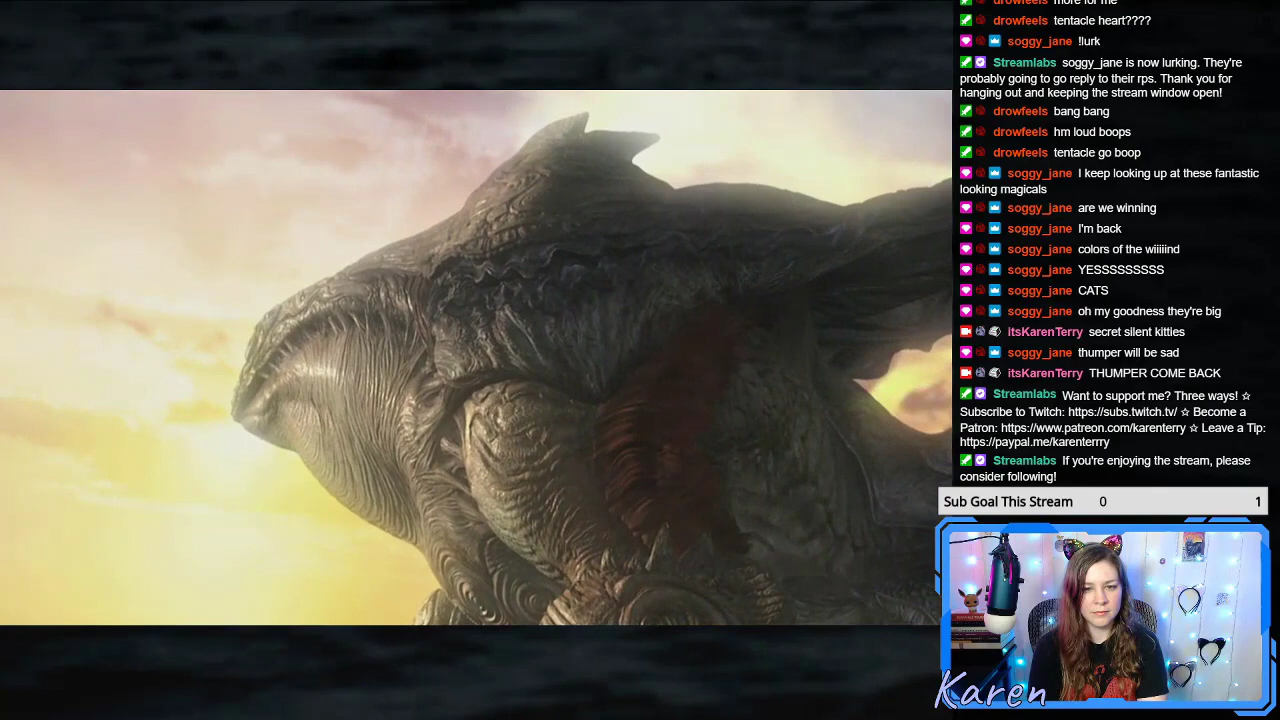 drowfeels more for me
drowfeels tentacle heart????
soggy_jane !lurk
Streamlabs soggy_jane is now lurking. They're
probably going to go reply to their rps. Thank you for
hanging out and keeping the stream window open!
drowfeels bang bang
drowfeels hm loud boops
drowfeels tentacle go boop
soggy_jane I keep looking up at these fantastic
looking magicals
soggy_jane are we winning
soggy_jane I'm back
soggy_jane colors of the wiiiiind
soggy_jane YESSSSSSSSS
soggy_jane CATS
soggy_jane oh my goodness they're big
itsKarenTerry secret silent kitties
soggy_jane thumper will be sad
itsKarenTerry THUMPER COME BACK
Streamlabs Want to support me? Three ways! ☆
Subscribe to Twitch: https://subs.twitch.tv/ ☆ Become a
Patron: https://www.patreon.com/karenterry ☆ Leave a Tip:
https://paypal.me/karenterrry
Streamlabs If you're enjoying the stream, please
consider following!
Sub Goal This Stream 0 1
Karen